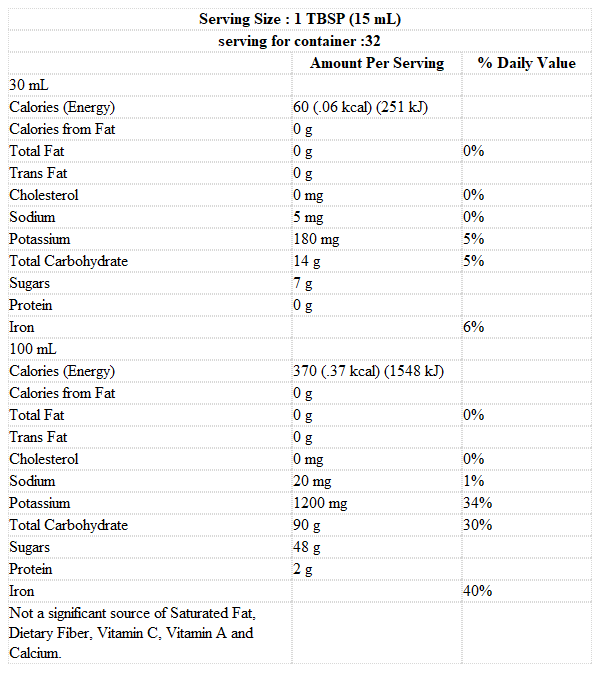 Serving Size : 1 TBSP (15 mL)
serving for container :32
Amount Per Serving % Daily Value
30 mL
Calories (Energy) 60 (.06 kcal) (251 kJ)
Calories from Fat 0 g
Total Fat 0 g 0%
Trans Fat 0 g
Cholesterol 0 mg 0%
Sodium 5 mg 0%
Potassium 180 mg 5%
Total Carbohydrate 14 g 5%
Sugars 7 g
Protein 0 g
Iron 6%
100 mL
Calories (Energy) 370 (.37 kcal) (1548 kJ)
Calories from Fat 0 g
Total Fat 0 g 0%
Trans Fat 0 g
Cholesterol 0 mg 0%
Sodium 20 mg 1%
Potassium 1200 mg 34%
Total Carbohydrate 90 g 30%
Sugars 48 g
Protein 2 g
Iron 40%
Not a significant source of Saturated Fat,
Dietary Fiber, Vitamin C, Vitamin A and
Calcium.